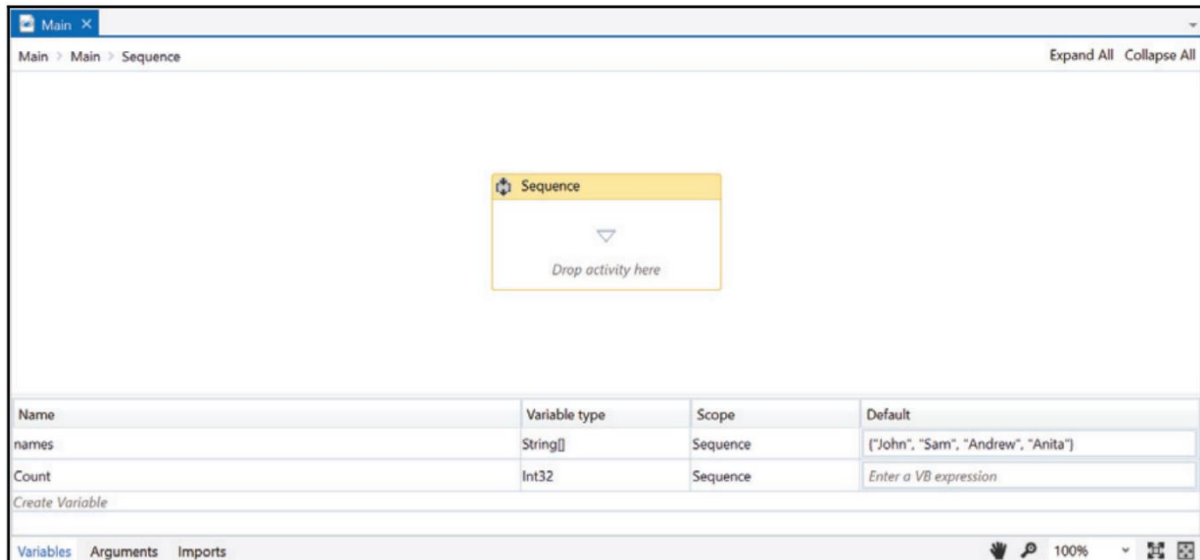 Main
Main > Main > Sequence Expand All Collapse All
Sequence
Drop activity here
Name Variable type Scope Default
names String[] Sequence {"John", "Sam", "Andrew", "Anita"}
Count Int32 Sequence Enter a VB expression
Create Variable
Variables Arguments Imports 100%